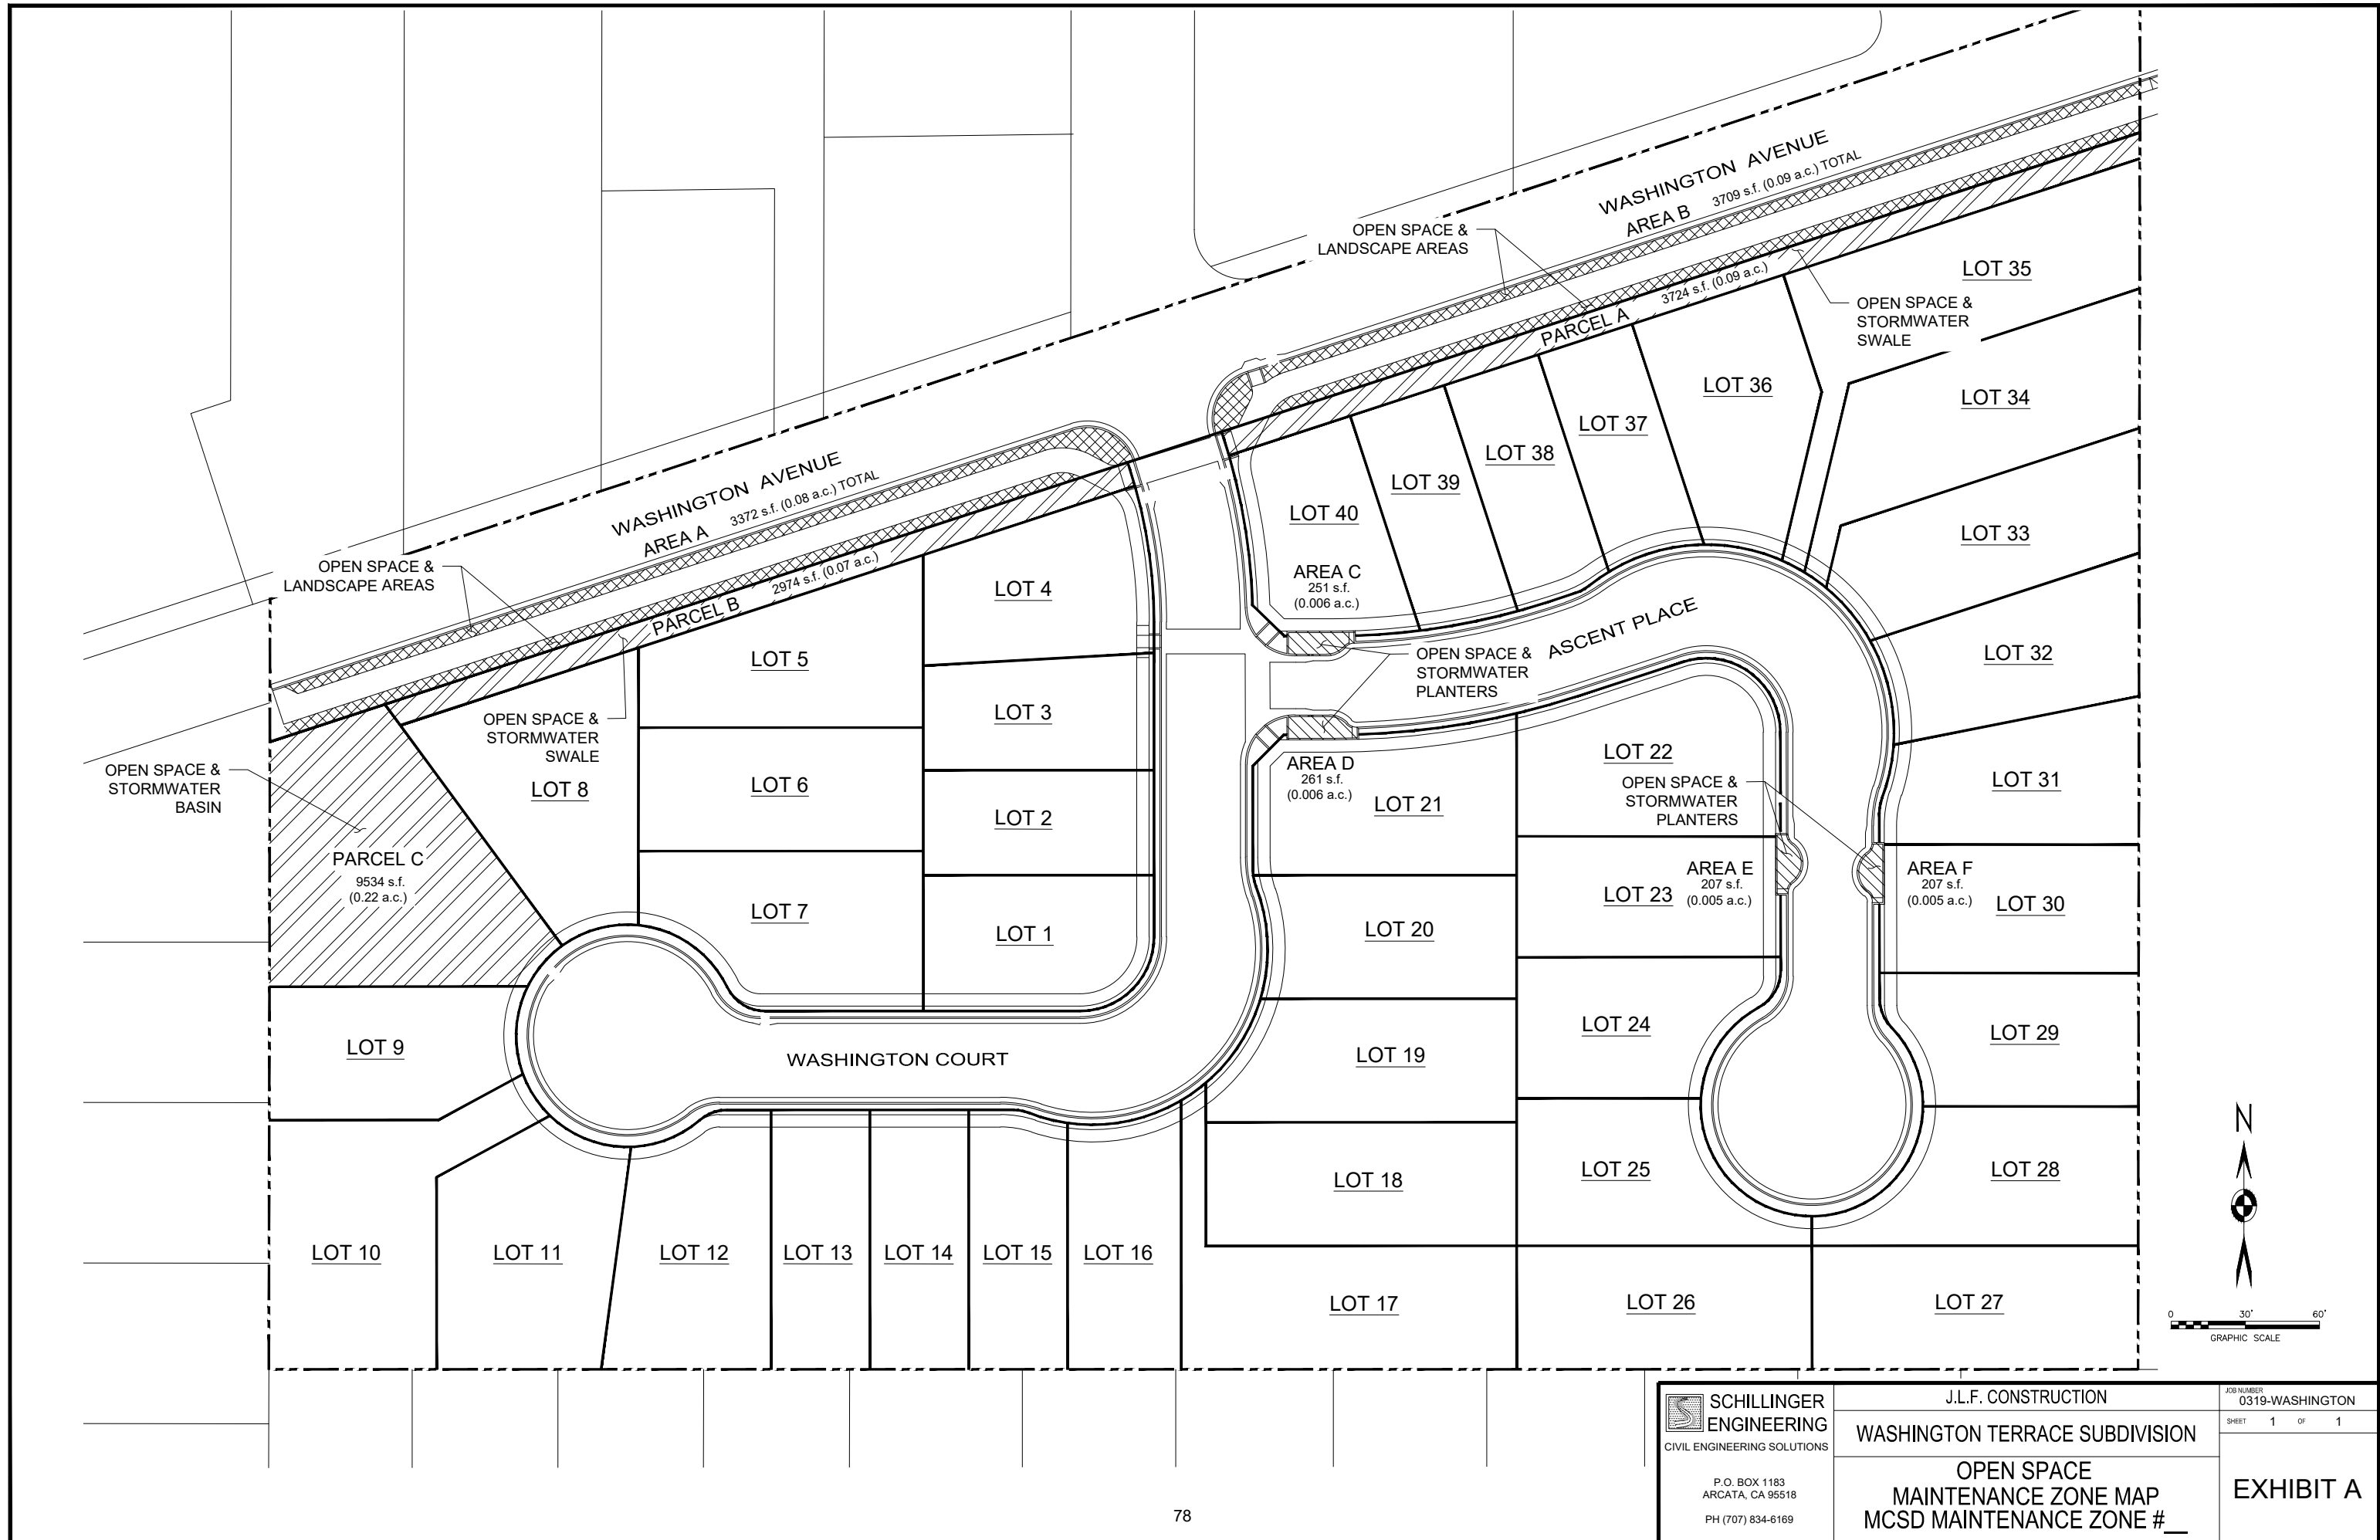 WASHINGTON AVENUE
AREA B 3709 s.f. (0.09 a.c.) TOTAL
OPEN SPACE &
LANDSCAPE AREAS
PARCEL A
3724 s.f. (0.09 a.c.)
OPEN SPACE &
STORMWATER
SWALE
LOT 35
LOT 34
LOT 33
LOT 32
LOT 31
LOT 36
LOT 37
LOT 38
LOT 39
LOT 40
AREA C
251 s.f.
(0.006 a.c.)
WASHINGTON AVENUE
AREA A 3372 s.f. (0.08 a.c.) TOTAL
OPEN SPACE &
LANDSCAPE AREAS
PARCEL B
2974 s.f. (0.07 a.c.)
OPEN SPACE &
STORMWATER
SWALE
LOT 4
LOT 5
LOT 3
LOT 6
LOT 2
LOT 7
LOT 1
LOT 8
OPEN SPACE &
STORMWATER
BASIN
PARCEL C
9534 s.f.
(0.22 a.c.)
OPEN SPACE &
STORMWATER
PLANTERS
ASCENT PLACE
AREA D
261 s.f.
(0.006 a.c.)
LOT 21
LOT 22
OPEN SPACE &
STORMWATER
PLANTERS
AREA E
207 s.f.
(0.005 a.c.)
LOT 23
AREA F
207 s.f.
(0.005 a.c.)
LOT 30
LOT 20
LOT 24
LOT 29
LOT 19
LOT 9
WASHINGTON COURT
LOT 25
LOT 28
LOT 18
LOT 10
LOT 11
LOT 12
LOT 13
LOT 14
LOT 15
LOT 16
LOT 17
LOT 26
LOT 27
N
0 30' 60'
GRAPHIC SCALE
SCHILLINGER
ENGINEERING
CIVIL ENGINEERING SOLUTIONS
P.O. BOX 1183
ARCATA, CA 95518
PH (707) 834-6169
J.L.F. CONSTRUCTION
WASHINGTON TERRACE SUBDIVISION
OPEN SPACE
MAINTENANCE ZONE MAP
MCSD MAINTENANCE ZONE #__
JOB NUMBER
0319-WASHINGTON
SHEET 1 OF 1
EXHIBIT A
78